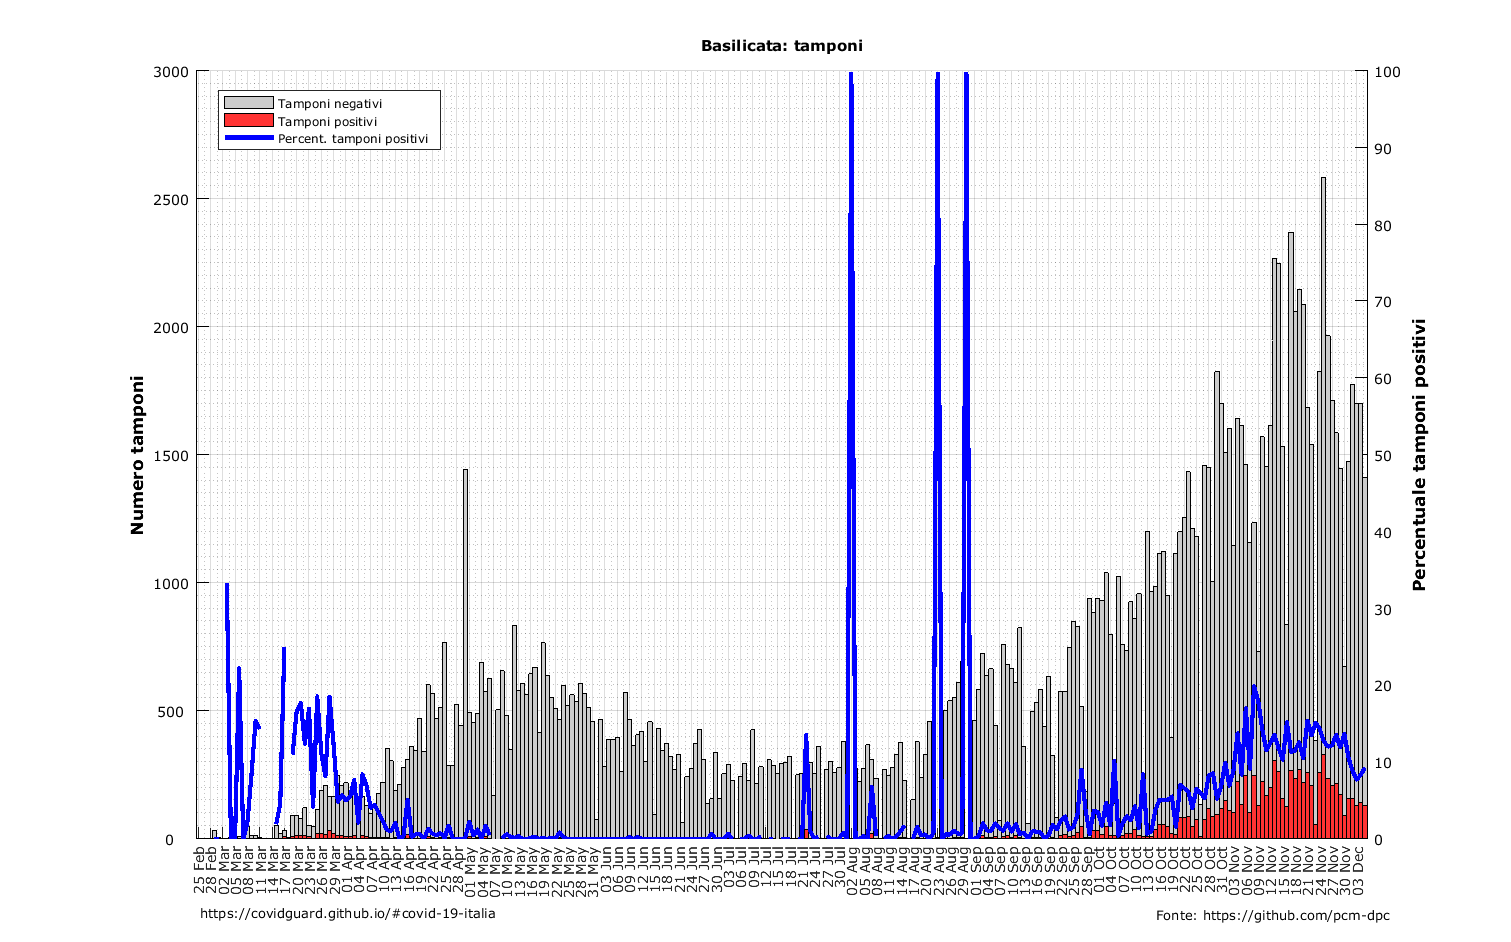 Basilicata: tamponi
3000
2500
2000
1500
1000
500
0
Numero tamponi
Tamponi negativi
Tamponi positivi
Percent. tamponi positivi
100
90
80
70
60
50
40
30
20
10
0
Percentuale tamponi positivi
25 Feb
28 Feb
02 Mar
05 Mar
08 Mar
11 Mar
14 Mar
17 Mar
20 Mar
23 Mar
26 Mar
29 Mar
01 Apr
04 Apr
07 Apr
10 Apr
13 Apr
16 Apr
19 Apr
22 Apr
25 Apr
28 Apr
01 May
04 May
07 May
10 May
13 May
16 May
19 May
22 May
25 May
28 May
31 May
03 Jun
06 Jun
09 Jun
12 Jun
15 Jun
18 Jun
21 Jun
24 Jun
27 Jun
30 Jun
03 Jul
06 Jul
09 Jul
12 Jul
15 Jul
18 Jul
21 Jul
24 Jul
27 Jul
30 Jul
02 Aug
05 Aug
08 Aug
11 Aug
14 Aug
17 Aug
20 Aug
23 Aug
26 Aug
29 Aug
01 Sep
04 Sep
07 Sep
10 Sep
13 Sep
16 Sep
19 Sep
22 Sep
25 Sep
28 Sep
01 Oct
04 Oct
07 Oct
10 Oct
13 Oct
16 Oct
19 Oct
22 Oct
25 Oct
28 Oct
31 Oct
03 Nov
06 Nov
09 Nov
12 Nov
15 Nov
18 Nov
21 Nov
24 Nov
27 Nov
30 Nov
03 Dec
https://covidguard.github.io/#covid-19-italia
Fonte: https://github.com/pcm-dpc